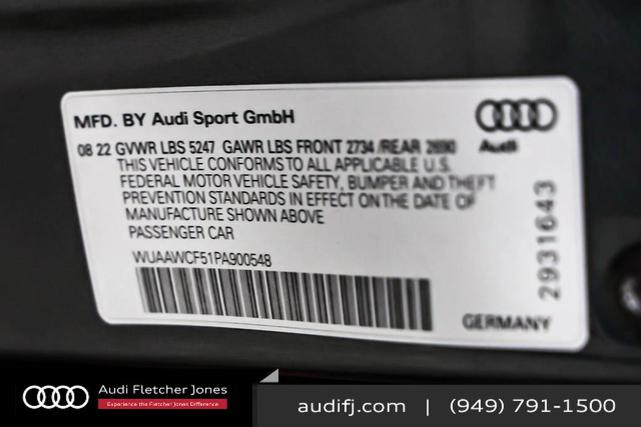 MFD. BY Audi Sport GmbH
Audi
08 22 GVWR LBS 5247 GAWR LBS FRONT 2734 /REAR 2690
THIS VEHICLE CONFORMS TO ALL APPLICABLE U.S.
FEDERAL MOTOR VEHICLE SAFETY, BUMPER AND THEFT
PREVENTION STANDARDS IN EFFECT ON THE DATE OF
MANUFACTURE SHOWN ABOVE
PASSENGER CAR
WUAAWCF51PA900548
2931643
GERMANY
Audi Fletcher Jones
Experience the Fletcher Jones Difference
audifj.com | (949) 791-1500